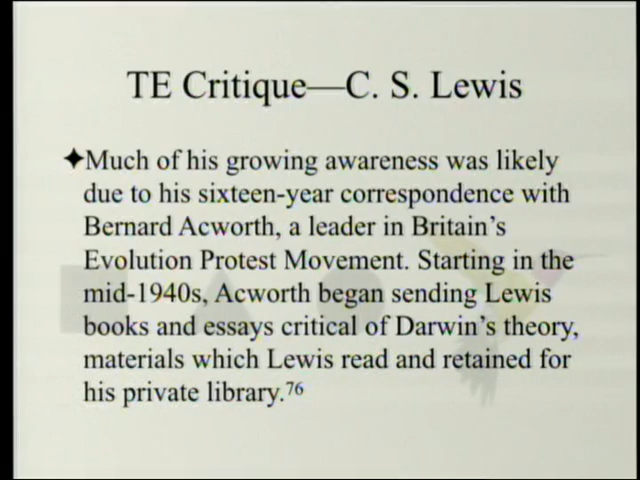 TE Critique—C. S. Lewis
✦Much of his growing awareness was likely
due to his sixteen-year correspondence with
Bernard Acworth, a leader in Britain's
Evolution Protest Movement. Starting in the
mid-1940s, Acworth began sending Lewis
books and essays critical of Darwin's theory,
materials which Lewis read and retained for
his private library.76